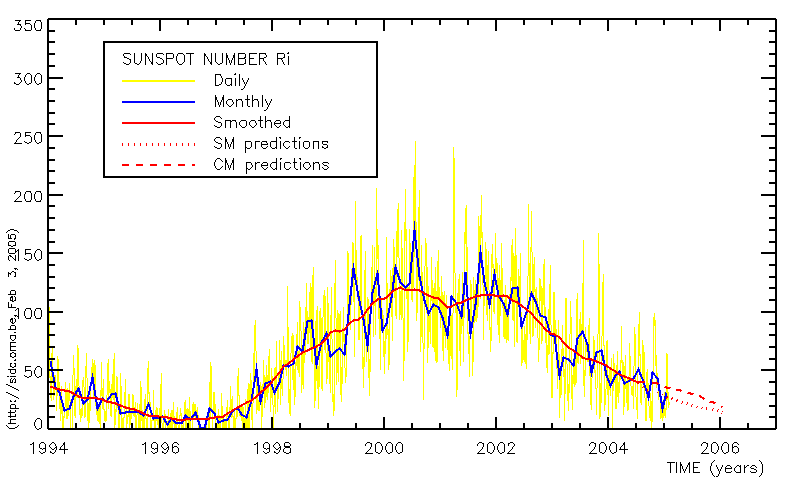 350
300
250
200
150
100
50
0
SUNSPOT NUMBER Ri
Daily
Monthly
Smoothed
SM predictions
CM predictions
(http://sidc.oma.be, Feb 3, 2005)
1994 1996 1998 2000 2002 2004 2006
TIME (years)